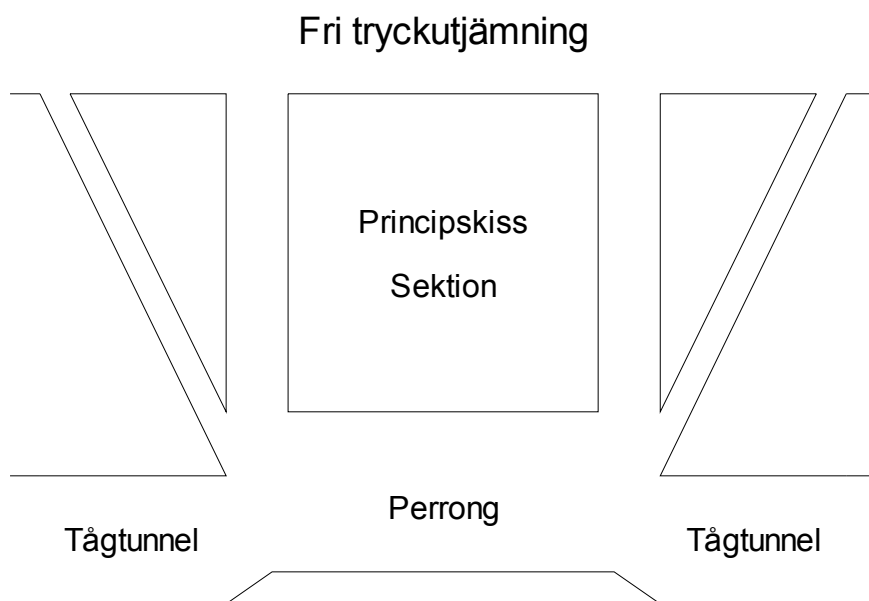 Fri tryckutjämning
Principskiss
Sektion
Perrong
Tågtunnel
Tågtunnel